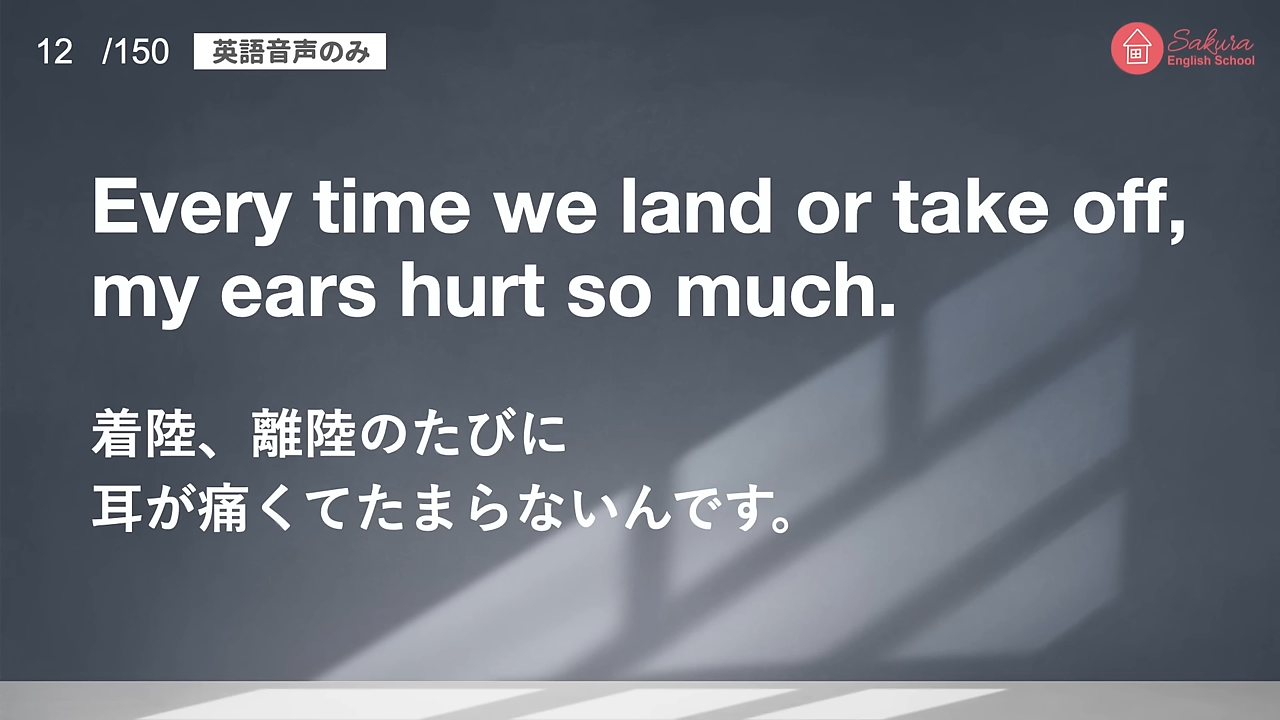 12 /150 英語音声のみ
Sakura
English School
Every time we land or take off,
my ears hurt so much.
着陸、離陸のたびに
耳が痛くてたまらないんです。